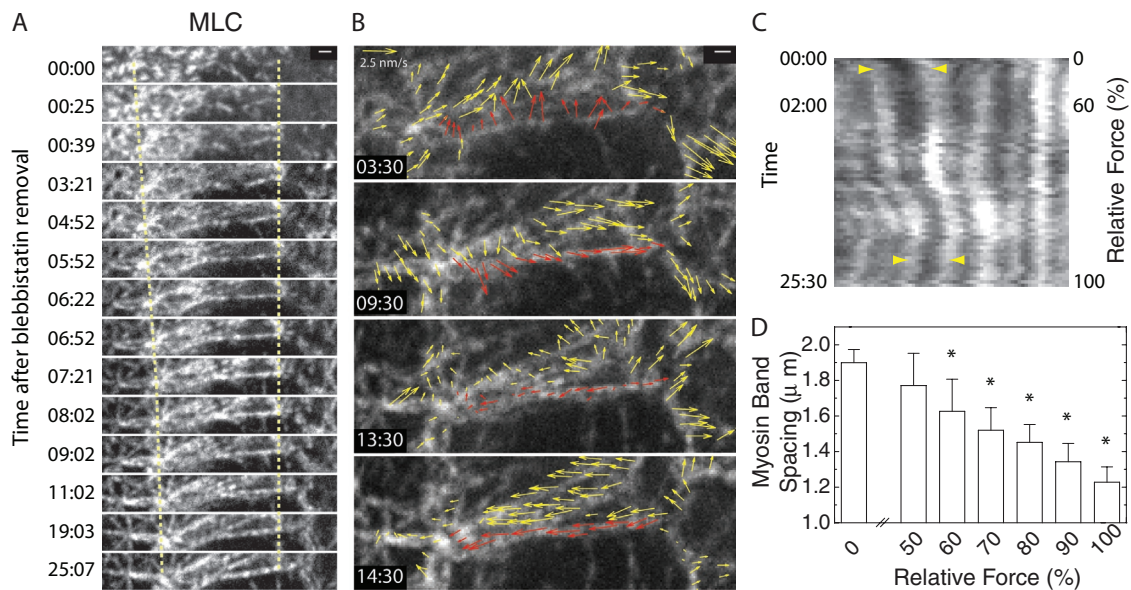 A
MLC
Time after blebbistatin removal
00:00
00:25
00:39
03:21
04:52
05:52
06:22
06:52
07:21
08:02
09:02
11:02
19:03
25:07
B
2.5 nm/s
03:30
09:30
13:30
14:30
C
00:00
02:00
25:30
Time
0
60
100
Relative Force (%)
D
Myosin Band
Spacing (μ m)
2.0
1.8
1.6
1.4
1.2
1.0
* * * * *
0 50 60 70 80 90 100
Relative Force (%)